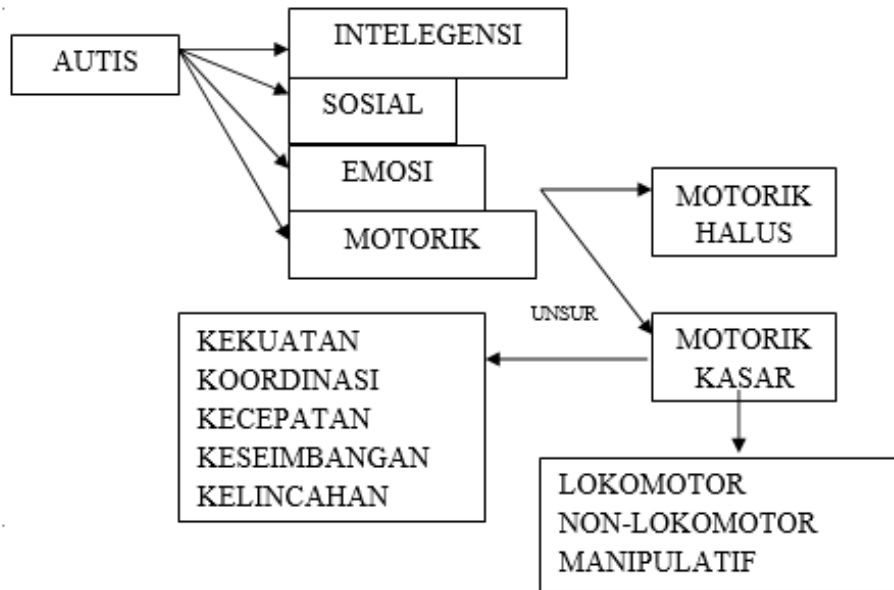 AUTIS
INTELEGENSI
SOSIAL
EMOSI
MOTORIK
MOTORIK
HALUS
UNSUR
MOTORIK
KASAR
KEKUATAN
KOORDINASI
KECEPATAN
KESEIMBANGAN
KELINCAHAN
LOKOMOTOR
NON-LOKOMOTOR
MANIPULATIF